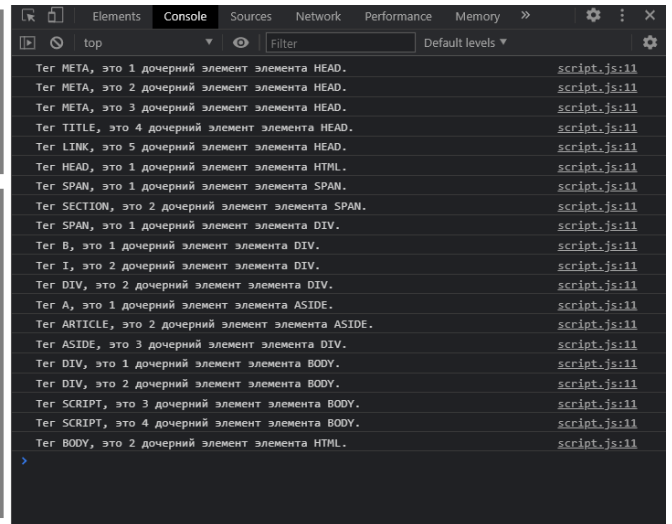 Elements Console Sources Network Performance Memory »
top Filter Default levels
Тег META, это 1 дочерний элемент элемента HEAD. script.js:11
Тег META, это 2 дочерний элемент элемента HEAD. script.js:11
Тег META, это 3 дочерний элемент элемента HEAD. script.js:11
Тег TITLE, это 4 дочерний элемент элемента HEAD. script.js:11
Тег LINK, это 5 дочерний элемент элемента HEAD. script.js:11
Тег HEAD, это 1 дочерний элемент элемента HTML. script.js:11
Тег SPAN, это 1 дочерний элемент элемента SPAN. script.js:11
Тег SECTION, это 2 дочерний элемент элемента SPAN. script.js:11
Тег SPAN, это 1 дочерний элемент элемента DIV. script.js:11
Тег B, это 1 дочерний элемент элемента DIV. script.js:11
Тег I, это 2 дочерний элемент элемента DIV. script.js:11
Тег DIV, это 2 дочерний элемент элемента DIV. script.js:11
Тег A, это 1 дочерний элемент элемента ASIDE. script.js:11
Тег ARTICLE, это 2 дочерний элемент элемента ASIDE. script.js:11
Тег ASIDE, это 3 дочерний элемент элемента DIV. script.js:11
Тег DIV, это 1 дочерний элемент элемента BODY. script.js:11
Тег DIV, это 2 дочерний элемент элемента BODY. script.js:11
Тег SCRIPT, это 3 дочерний элемент элемента BODY. script.js:11
Тег SCRIPT, это 4 дочерний элемент элемента BODY. script.js:11
Тег BODY, это 2 дочерний элемент элемента HTML. script.js:11